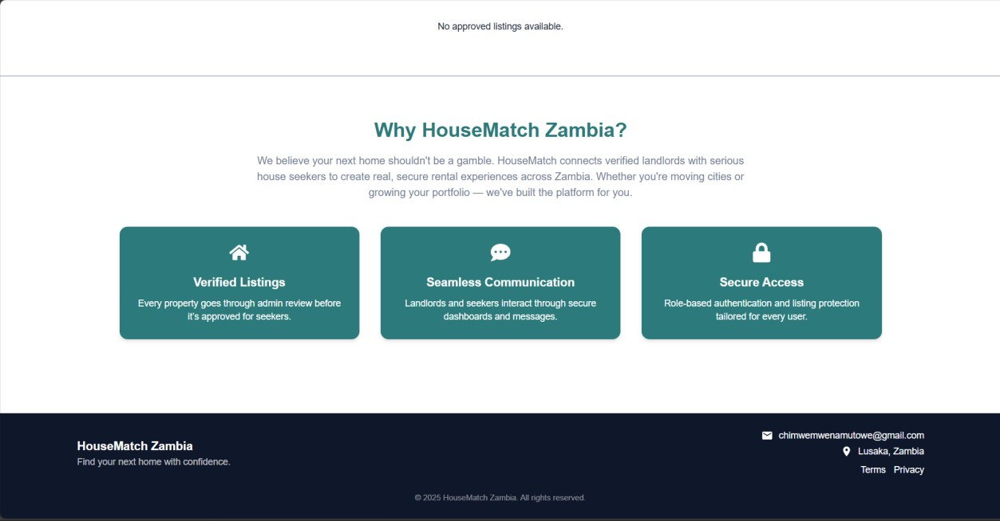 No approved listings available.
Why HouseMatch Zambia?
We believe your next home shouldn't be a gamble. HouseMatch connects verified landlords with serious
house seekers to create real, secure rental experiences across Zambia. Whether you're moving cities or
growing your portfolio — we've built the platform for you.
Verified Listings
Every property goes through admin review before
it's approved for seekers.
Seamless Communication
Landlords and seekers interact through secure
dashboards and messages.
Secure Access
Role-based authentication and listing protection
tailored for every user.
HouseMatch Zambia
Find your next home with confidence.
chimwemwenamutowe@gmail.com
Lusaka, Zambia
Terms Privacy
© 2025 HouseMatch Zambia. All rights reserved.